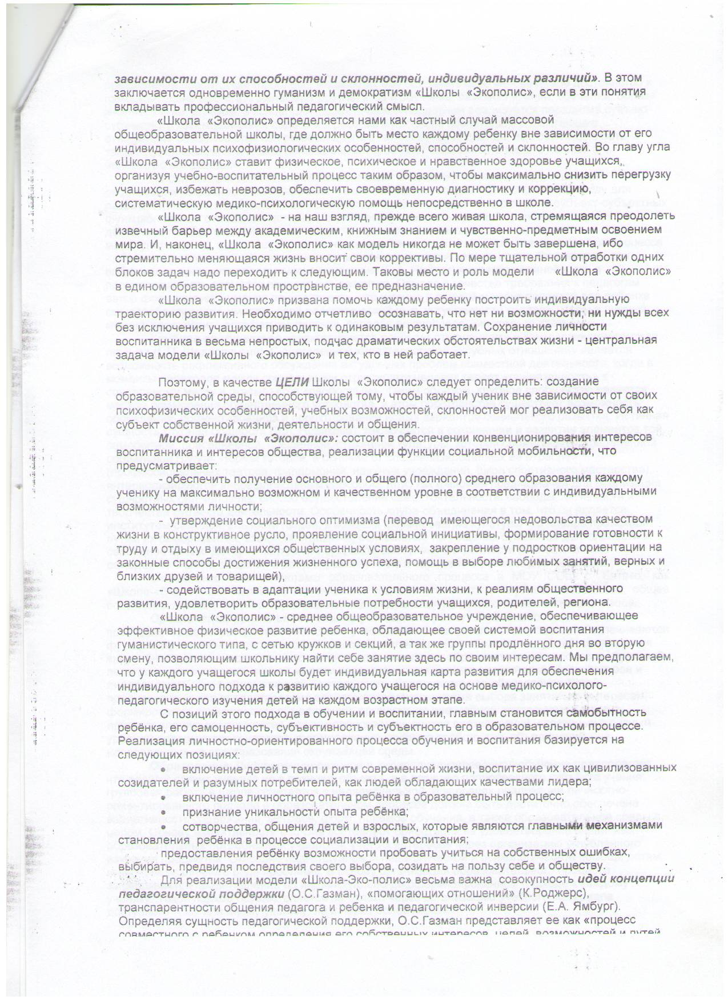 зависимости от их способностей и склонностей, индивидуальных различий». В этом
заключается одновременно гуманизм и демократизм «Школы «Экополис», если в эти понятия
вкладывать профессиональный педагогический смысл.
«Школа «Экополис» определяется нами как частный случай массовой
общеобразовательной школы, где должно быть место каждому ребенку вне зависимости от его
индивидуальных психофизиологических особенностей, способностей и склонностей. Во главу угла
«Школа «Экополис» ставит физическое, психическое и нравственное здоровье учащихся,
организуя учебно-воспитательный процесс таким образом, чтобы максимально снизить перегрузку
учащихся, избежать неврозов, обеспечить своевременную диагностику и коррекцию,
систематическую медико-психологическую помощь непосредственно в школе.
«Школа «Экополис» - на наш взгляд, прежде всего живая школа, стремящаяся преодолеть
извечный барьер между академическим, книжным знанием и чувственно-предметным освоением
мира. И, наконец, «Школа «Экополис» как модель никогда не может быть завершена, ибо
стремительно меняющаяся жизнь вносит свои коррективы. По мере тщательной отработки одних
блоков задач надо переходить к следующим. Таковы место и роль модели «Школа «Экополис»
в едином образовательном пространстве, ее предназначение.
«Школа «Экополис» призвана помочь каждому ребенку построить индивидуальную
траекторию развития. Необходимо отчетливо осознавать, что нет ни возможности, ни нужды всех
без исключения учащихся приводить к одинаковым результатам. Сохранение личности
воспитанника в весьма непростых, подчас драматических обстоятельствах жизни - центральная
задача модели «Школы «Экополис» и тех, кто в ней работает.
Поэтому, в качестве ЦЕЛИ Школы «Экополис» следует определить: создание
образовательной среды, способствующей тому, чтобы каждый ученик вне зависимости от своих
психофизических особенностей, учебных возможностей, склонностей мог реализовать себя как
субъект собственной жизни, деятельности и общения.
Миссия «Школы «Экополис»: состоит в обеспечении конвенционирования интересов
воспитанника и интересов общества, реализации функции социальной мобильности, что
предусматривает:
- обеспечить получение основного и общего (полного) среднего образования каждому
ученику на максимально возможном и качественном уровне в соответствии с индивидуальными
возможностями личности;
- утверждение социального оптимизма (перевод имеющегося недовольства качеством
жизни в конструктивное русло, проявление социальной инициативы, формирование готовности к
труду и отдыху в имеющихся общественных условиях, закрепление у подростков ориентации на
законные способы достижения жизненного успеха, помощь в выборе любимых занятий, верных и
близких друзей и товарищей),
- содействовать в адаптации ученика к условиям жизни, к реалиям общественного
развития, удовлетворить образовательные потребности учащихся, родителей, региона.
«Школа «Экополис» - среднее общеобразовательное учреждение, обеспечивающее
эффективное физическое развитие ребенка, обладающее своей системой воспитания
гуманистического типа, с сетью кружков и секций, а так же группы продлённого дня во вторую
смену, позволяющим школьнику найти себе занятие здесь по своим интересам. Мы предполагаем,
что у каждого учащегося школы будет индивидуальная карта развития для обеспечения
индивидуального подхода к развитию каждого учащегося на основе медико-психолого-
педагогического изучения детей на каждом возрастном этапе.
С позиций этого подхода в обучении и воспитании, главным становится самобытность
ребёнка, его самоценность, субъективность и субъектность его в образовательном процессе.
Реализация личностно-ориентированного процесса обучения и воспитания базируется на
следующих позициях:
• включение детей в темп и ритм современной жизни, воспитание их как цивилизованных
созидателей и разумных потребителей, как людей обладающих качествами лидера;
• включение личностного опыта ребёнка в образовательный процесс;
• признание уникальности опыта ребёнка;
• сотворчества, общения детей и взрослых, которые являются главными механизмами
становления ребёнка в процессе социализации и воспитания;
предоставления ребёнку возможности пробовать учиться на собственных ошибках,
выбирать, предвидя последствия своего выбора, созидать на пользу себе и обществу.
Для реализации модели «Школа-Эко-полис» весьма важна совокупность идей концепции
педагогической поддержки (О.С.Газман), «помогающих отношений» (К.Роджерс),
транспарентности общения педагога и ребенка и педагогической инверсии (Е.А. Ямбург).
Определяя сущность педагогической поддержки, О.С.Газман представляет ее как «процесс
совместного с ребенком определения его собственных интересов, целей, возможностей и путей